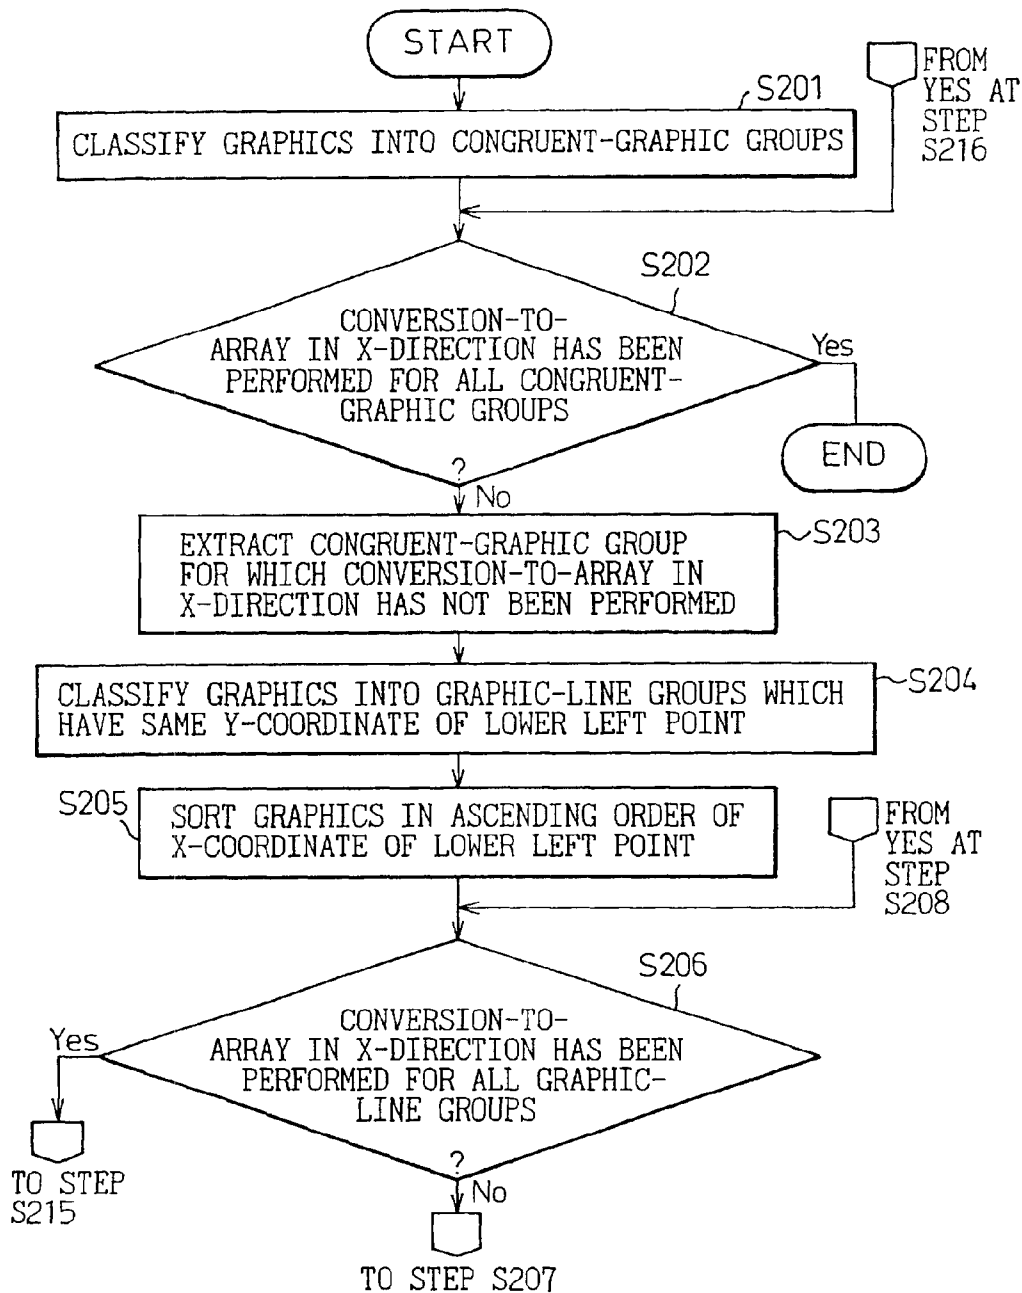 START
FROM
YES AT
STEP
S216
S201
CLASSIFY GRAPHICS INTO CONGRUENT-GRAPHIC GROUPS
S202
CONVERSION-TO-
ARRAY IN X-DIRECTION HAS BEEN
PERFORMED FOR ALL CONGRUENT-
GRAPHIC GROUPS
?
Yes
END
No
S203
EXTRACT CONGRUENT-GRAPHIC GROUP
FOR WHICH CONVERSION-TO-ARRAY IN
X-DIRECTION HAS NOT BEEN PERFORMED
S204
CLASSIFY GRAPHICS INTO GRAPHIC-LINE GROUPS WHICH
HAVE SAME Y-COORDINATE OF LOWER LEFT POINT
S205
SORT GRAPHICS IN ASCENDING ORDER OF
X-COORDINATE OF LOWER LEFT POINT
FROM
YES AT
STEP
S208
S206
CONVERSION-TO-
ARRAY IN X-DIRECTION HAS BEEN
PERFORMED FOR ALL GRAPHIC-
LINE GROUPS
?
Yes
TO STEP
S215
No
TO STEP S207